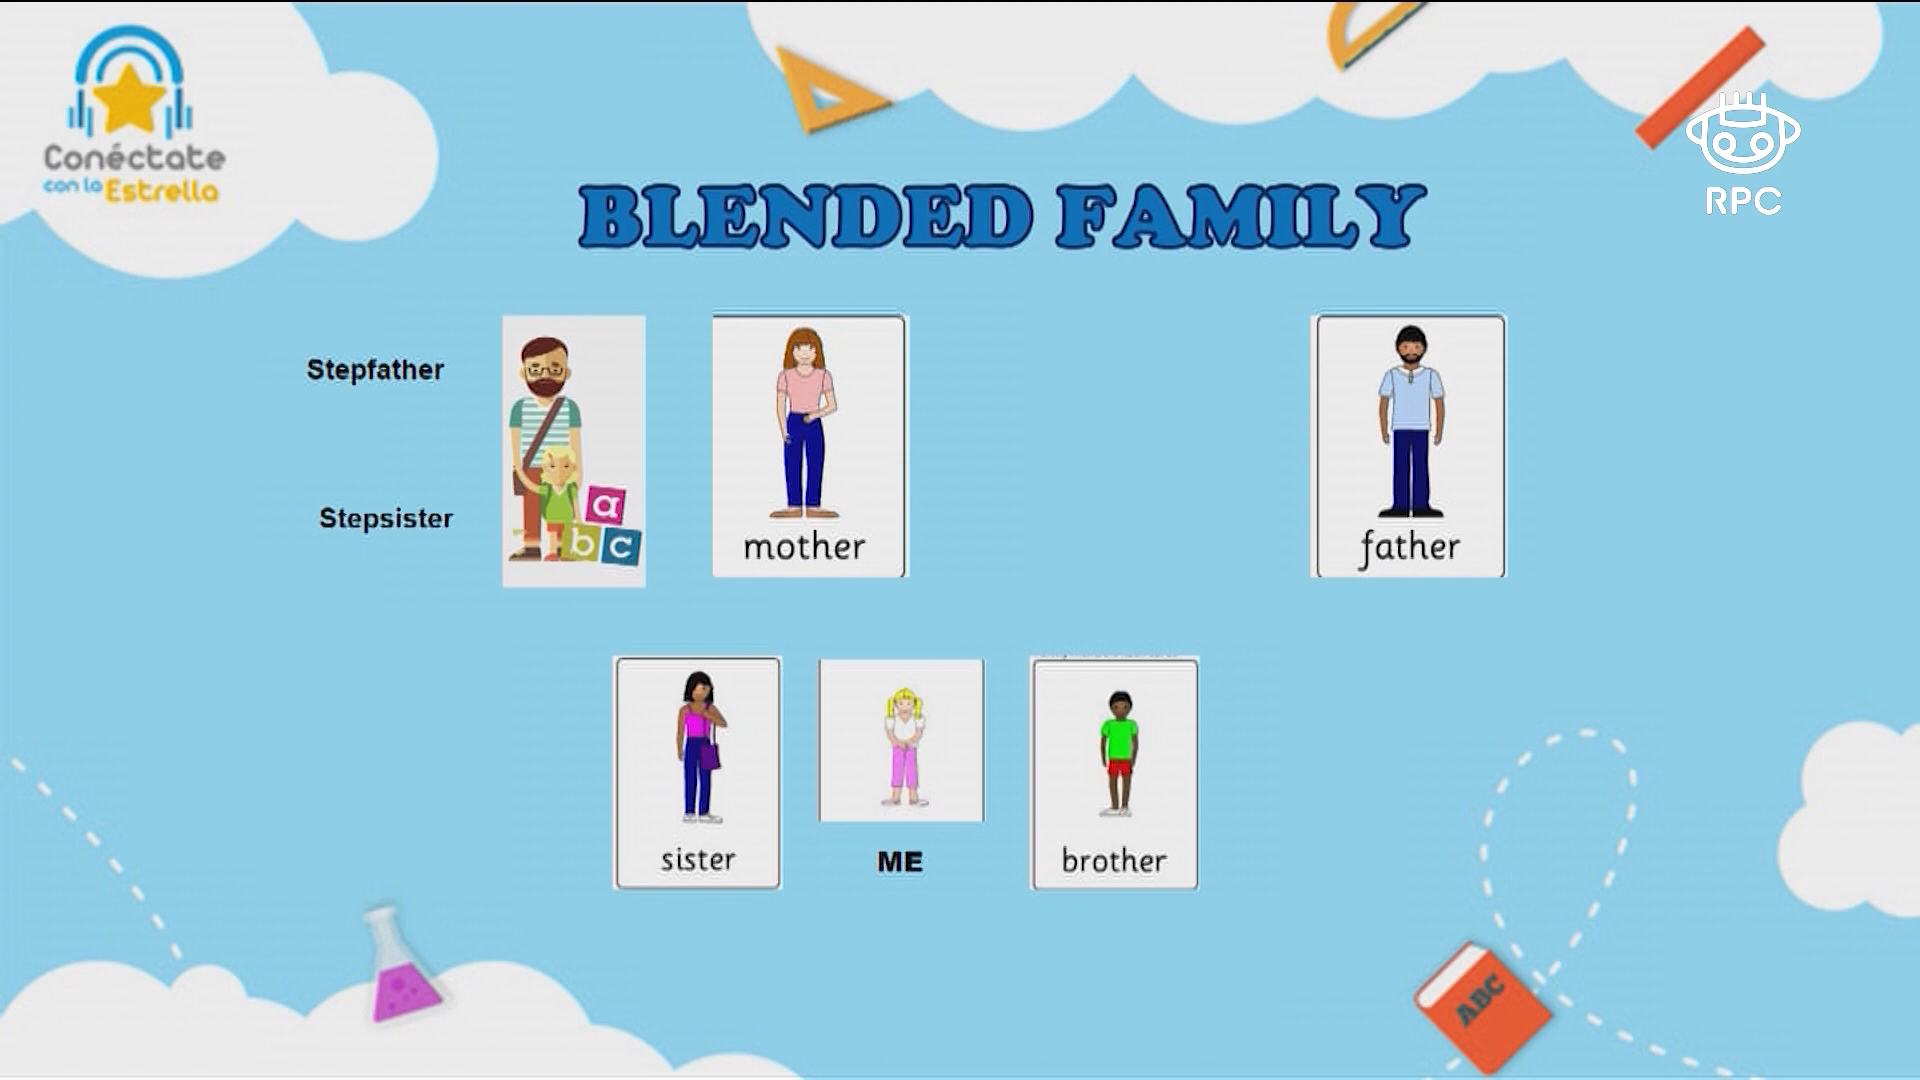 Conéctate
con la Estrella
RPC
BLENDED FAMILY
Stepfather
Stepsister
a
b c
mother
father
sister
ME
brother
ABC